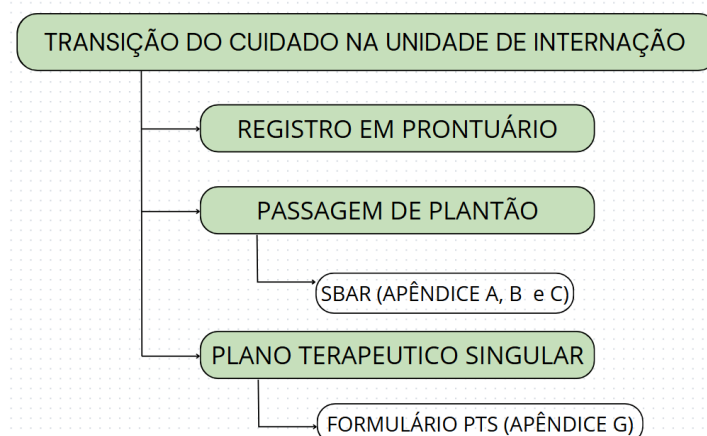 TRANSIÇÃO DO CUIDADO NA UNIDADE DE INTERNAÇÃO
REGISTRO EM PRONTUÁRIO
PASSAGEM DE PLANTÃO
SBAR (APÊNDICE A, B e C)
PLANO TERAPEUTICO SINGULAR
FORMULÁRIO PTS (APÊNDICE G)